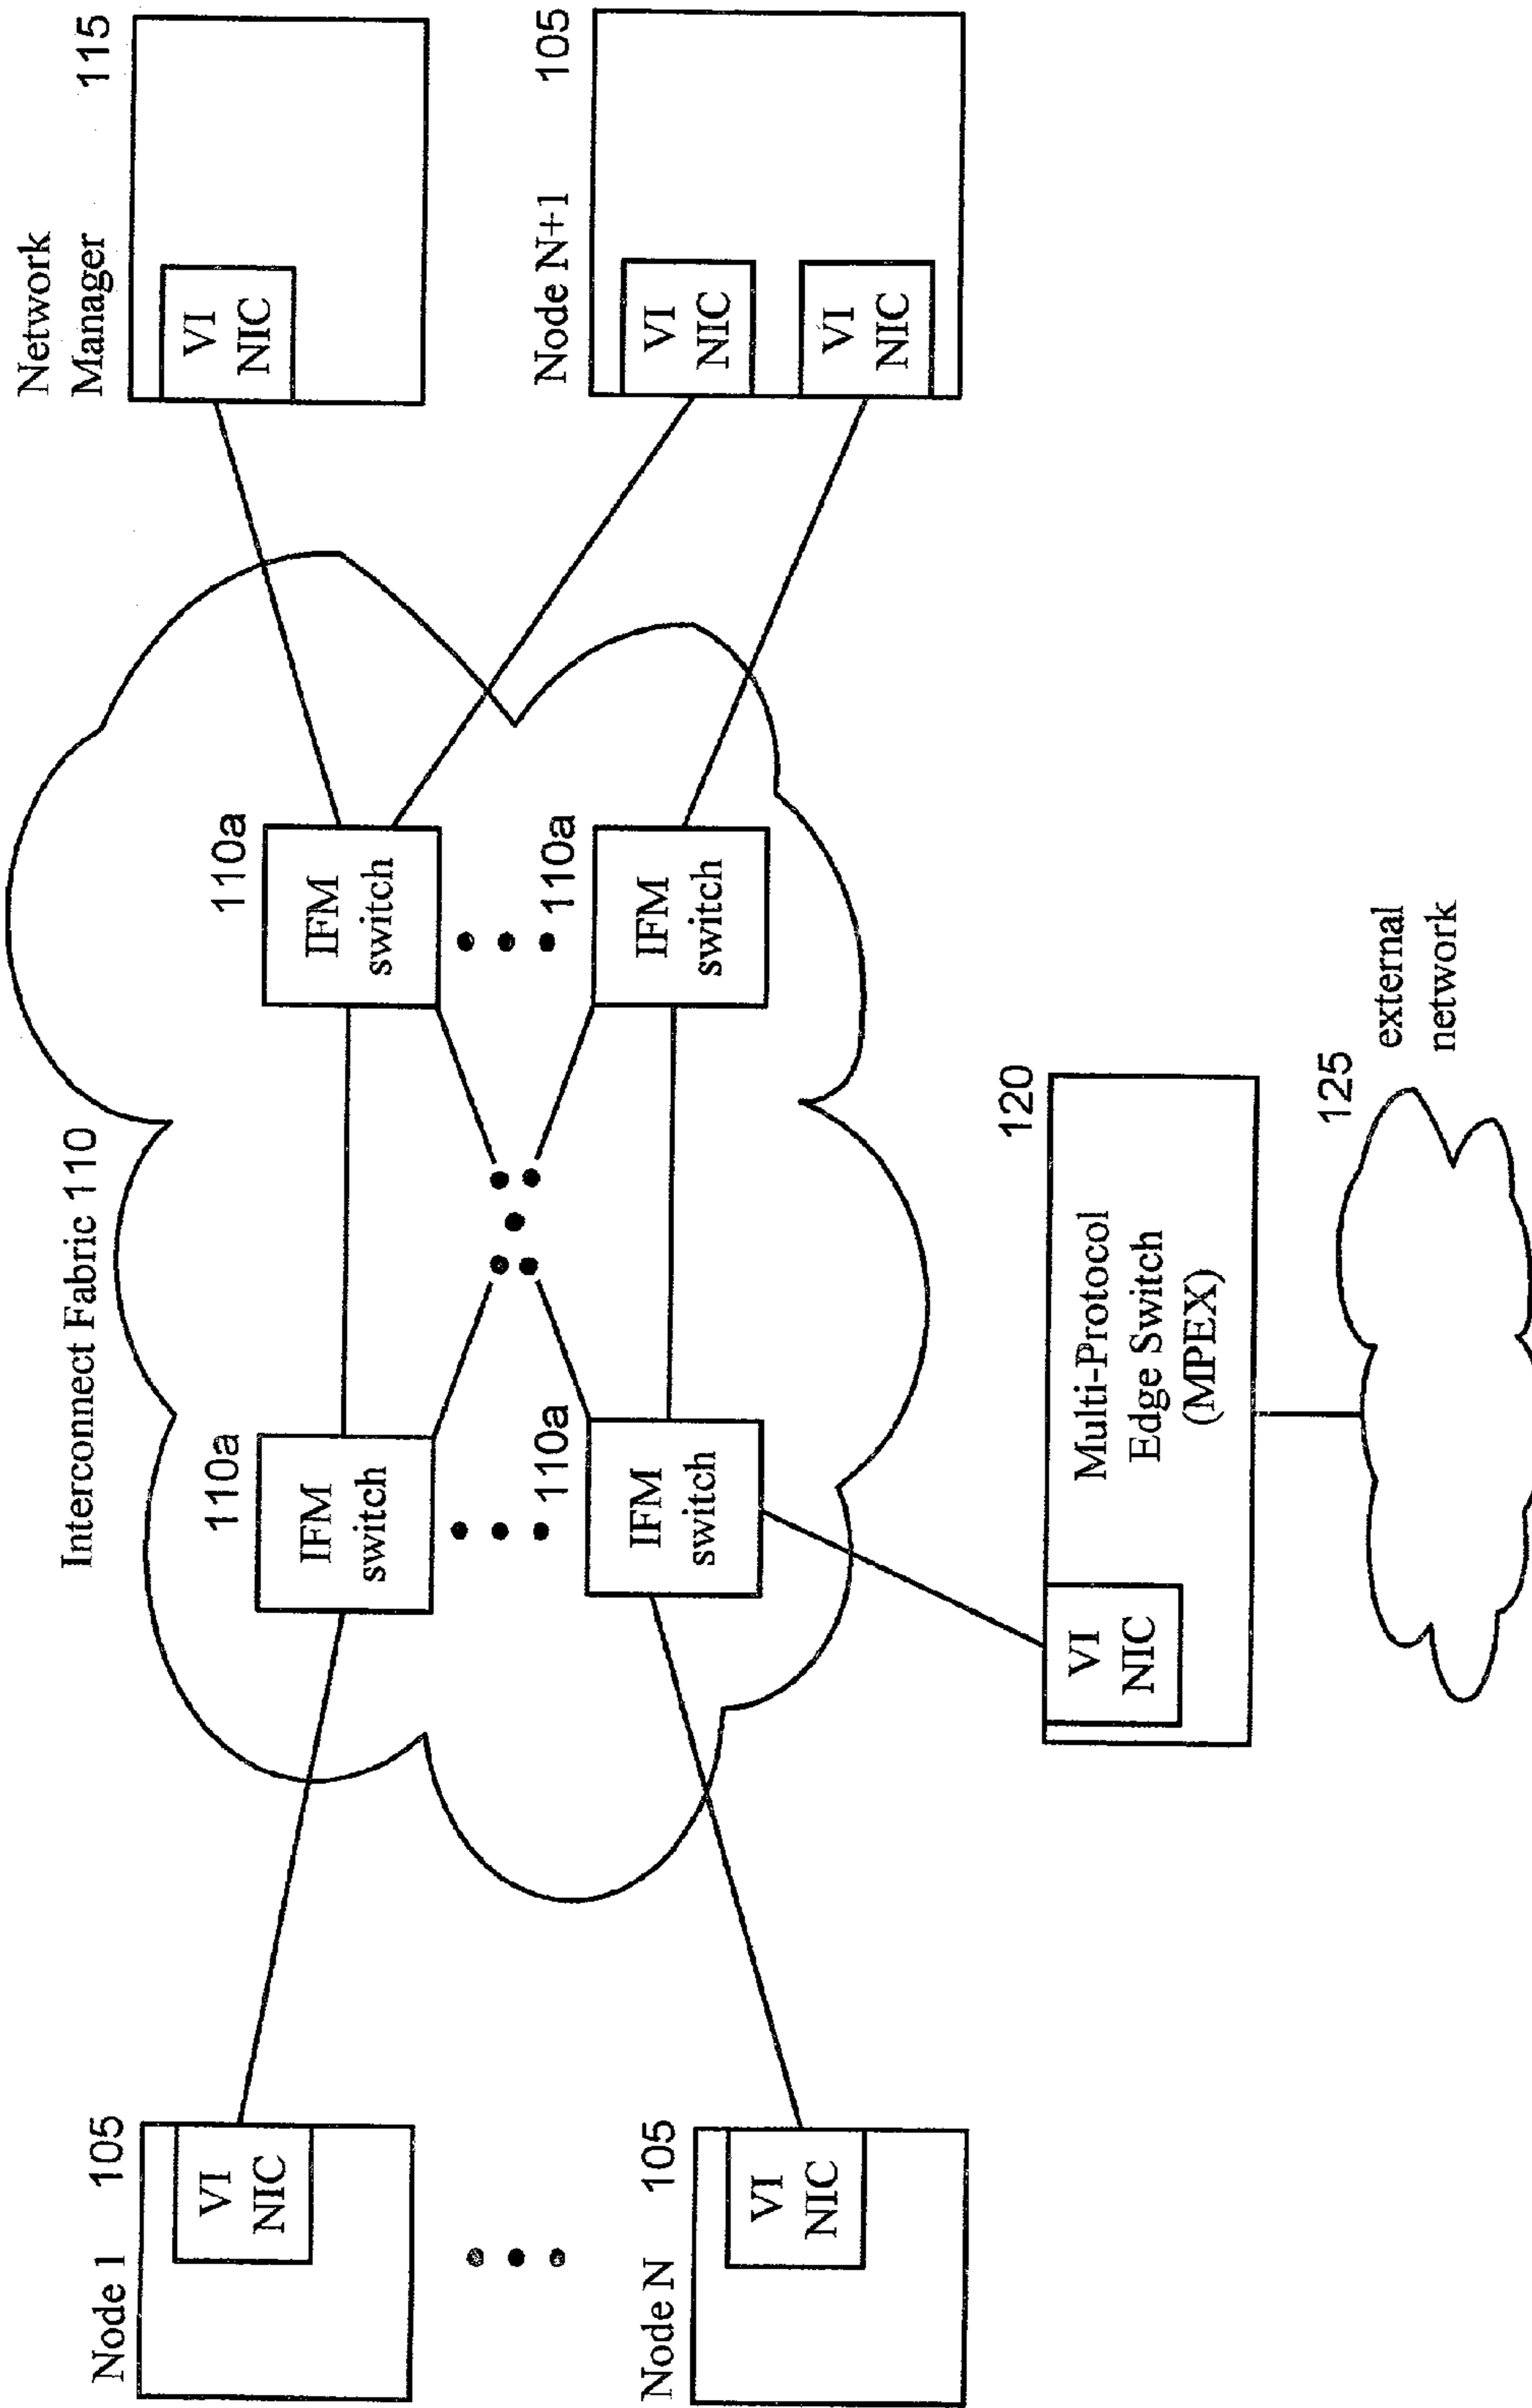 Interconnect Fabric 110
Network
Manager 115
VI
NIC
Node 1 105
VI
NIC
110a
IFM
switch
110a
IFM
switch
Node N+1 105
VI
NIC
VI
NIC
110a
IFM
switch
110a
IFM
switch
Node N 105
VI
NIC
120
Multi-Protocol
Edge Switch
(MPEX)
VI
NIC
125
external
network